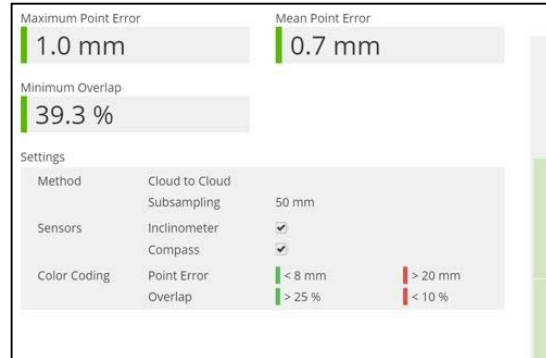 Maximum Point Error Mean Point Error
1.0 mm 0.7 mm
Minimum Overlap
39.3 %
Settings
Method Cloud to Cloud
Subsampling 50 mm
Sensors Inclinometer
Compass
Color Coding Point Error < 8 mm > 20 mm
Overlap > 25 % < 10 %